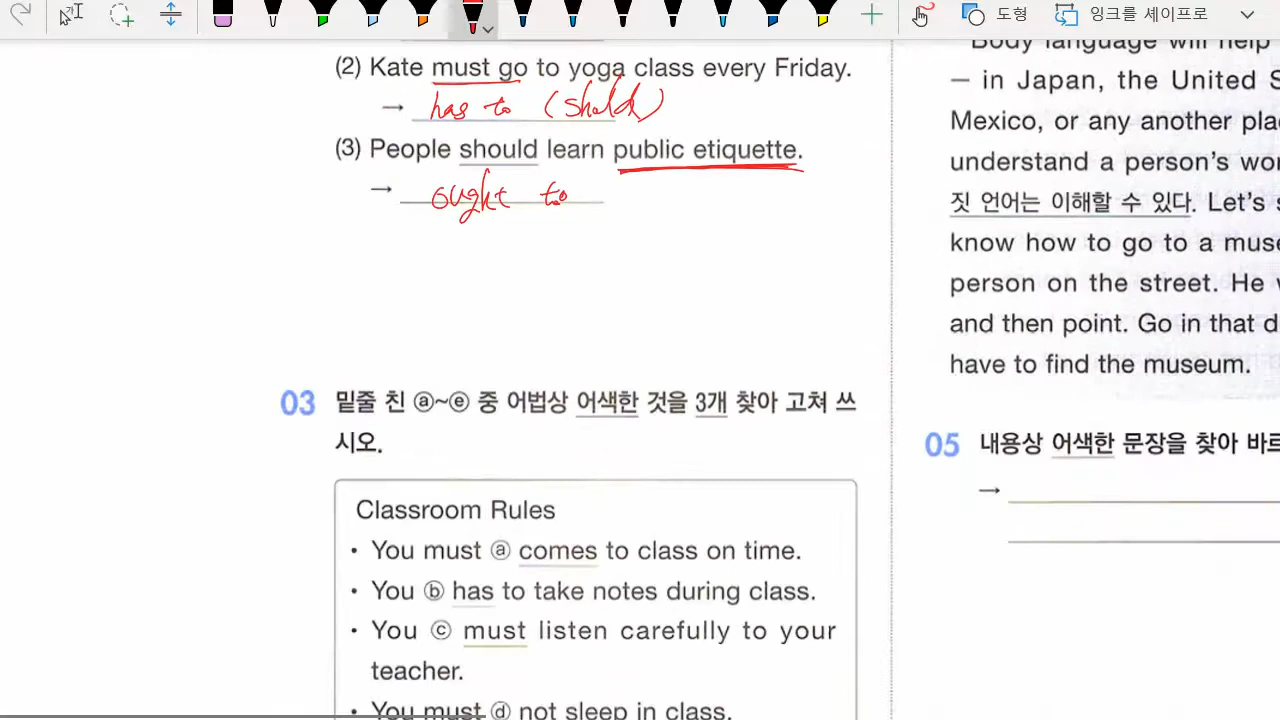 도형
잉크를 셰이프로
(2) Kate must go to yoga class every Friday.
→ has to (should)
(3) People should learn public etiquette.
→ ought to
03 밑줄 친 ⓐ~ⓔ 중 어법상 어색한 것을 3개 찾아 고쳐 쓰
시오.
Classroom Rules
• You must ⓐ comes to class on time.
• You ⓑ has to take notes during class.
• You ⓒ must listen carefully to your
teacher.
• You must ⓓ not sleep in class.
Body language will help
— in Japan, the United S
Mexico, or any another pla
understand a person's wor
짓 언어는 이해할 수 있다. Let's s
know how to go to a muse
person on the street. He w
and then point. Go in that d
have to find the museum.
05 내용상 어색한 문장을 찾아 바르
→